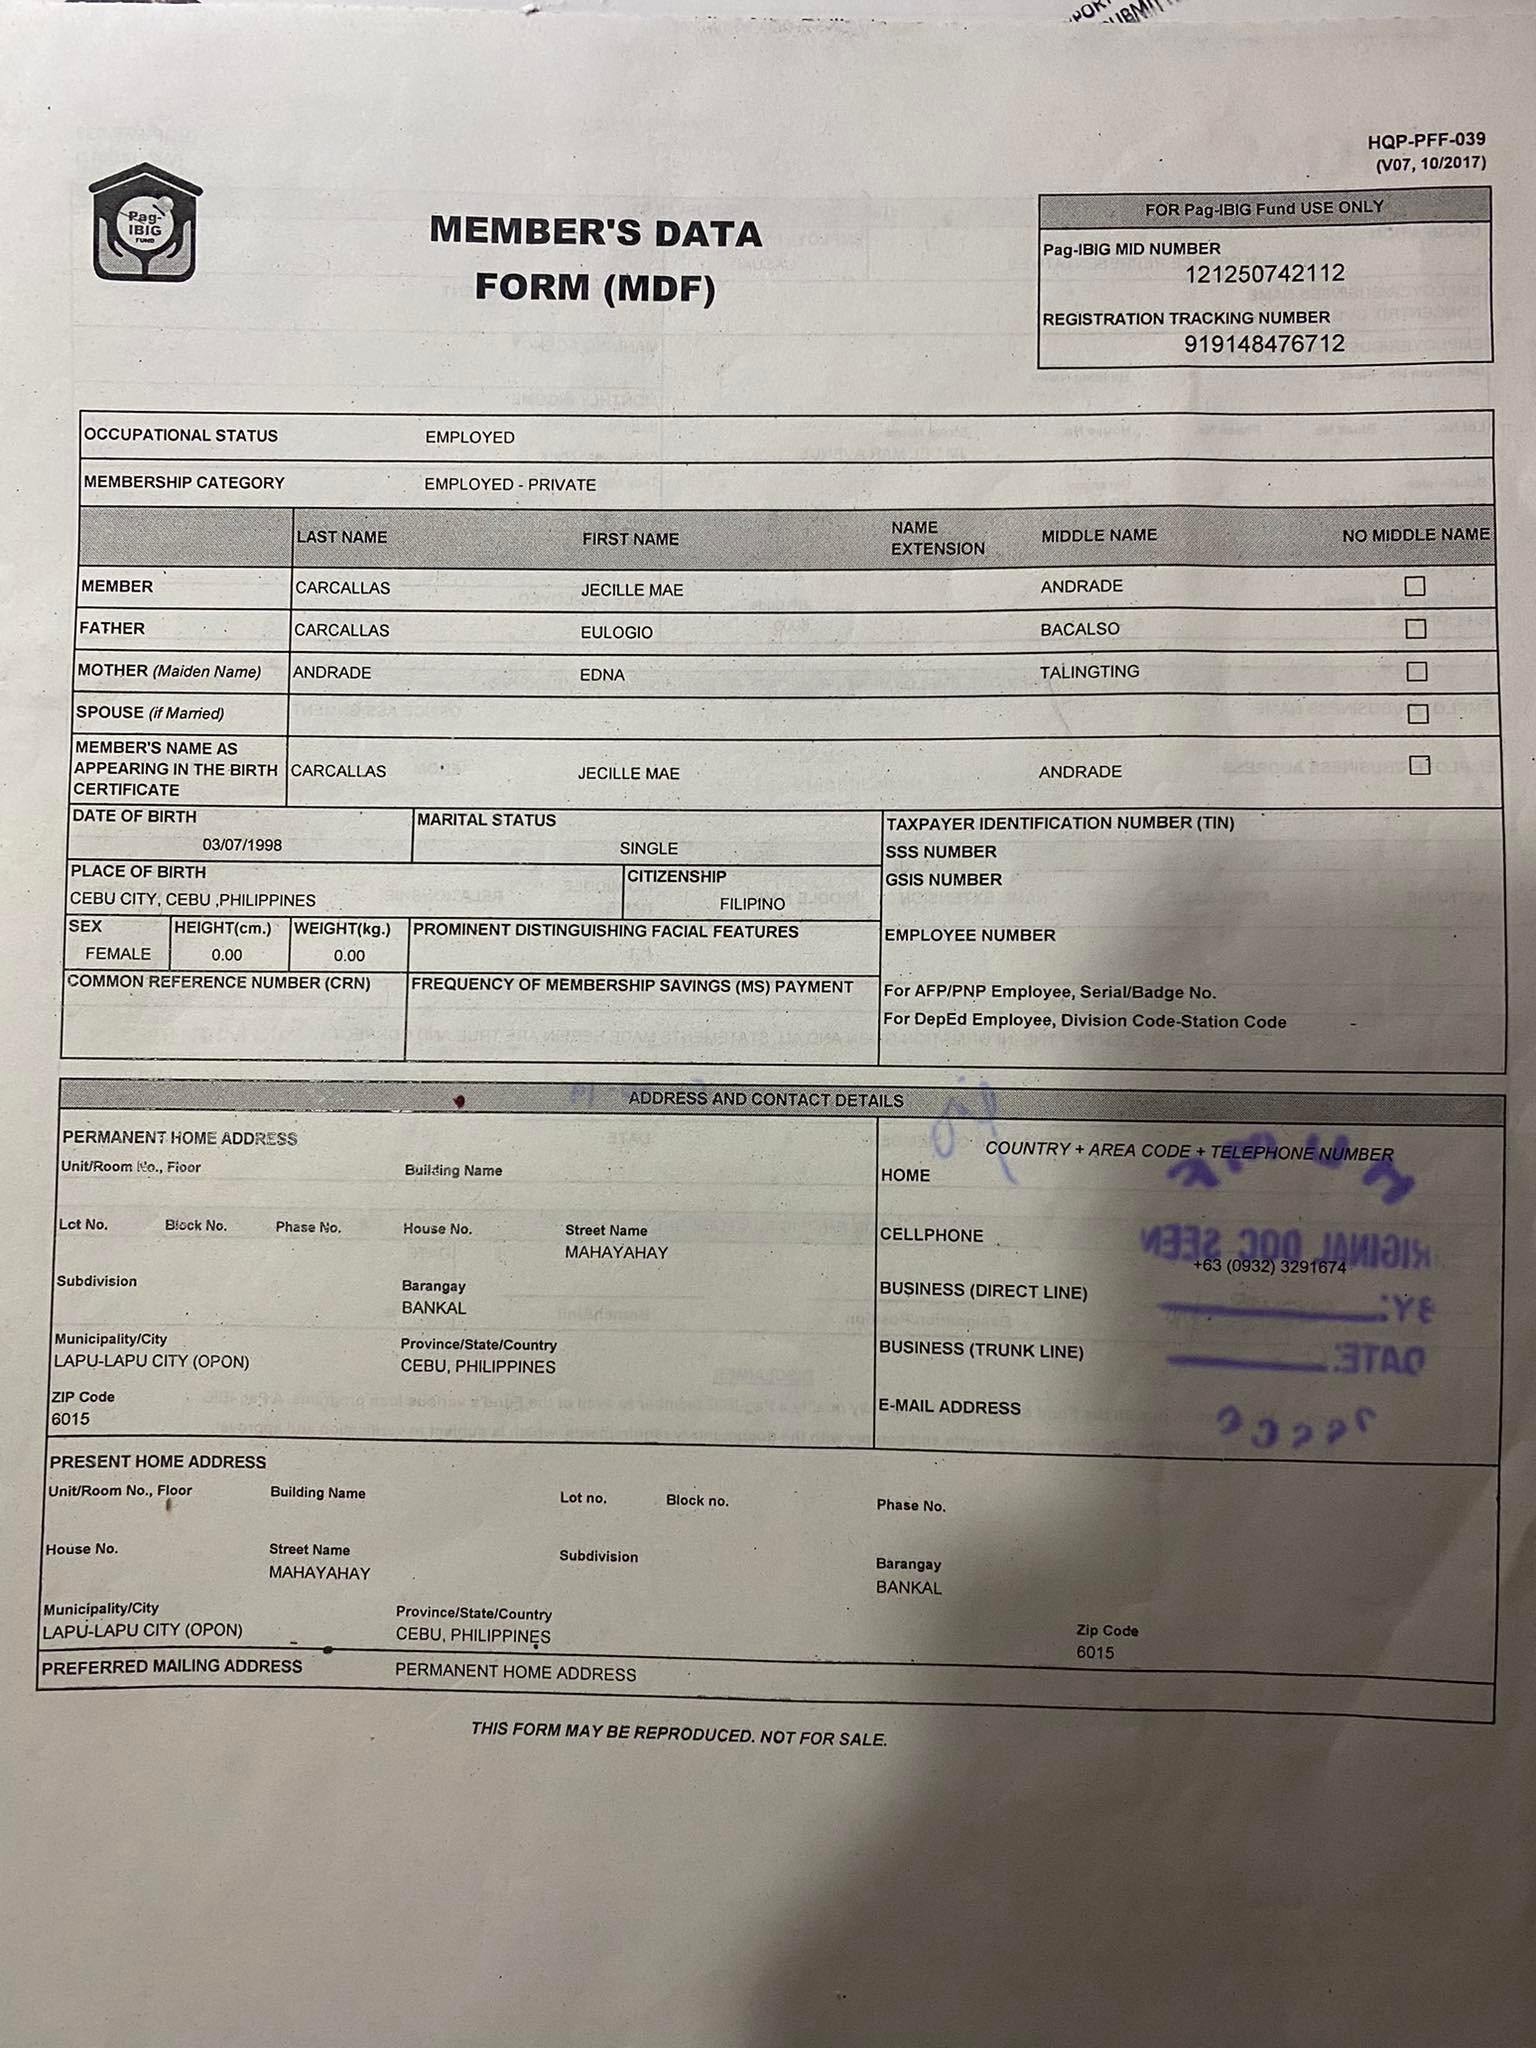 HQP-PFF-039
(V07, 10/2017)
Pag-IBIG FUND
MEMBER'S DATA
FORM (MDF)
FOR Pag-IBIG Fund USE ONLY
Pag-IBIG MID NUMBER
121250742112
REGISTRATION TRACKING NUMBER
919148476712
OCCUPATIONAL STATUS EMPLOYED
MEMBERSHIP CATEGORY EMPLOYED - PRIVATE
LAST NAME FIRST NAME NAME EXTENSION MIDDLE NAME NO MIDDLE NAME
MEMBER CARCALLAS JECILLE MAE ANDRADE
FATHER CARCALLAS EULOGIO BACALSO
MOTHER (Maiden Name) ANDRADE EDNA TALINGTING
SPOUSE (if Married)
MEMBER'S NAME AS
APPEARING IN THE BIRTH CARCALLAS JECILLE MAE ANDRADE
CERTIFICATE
DATE OF BIRTH MARITAL STATUS TAXPAYER IDENTIFICATION NUMBER (TIN)
03/07/1998 SINGLE SSS NUMBER
PLACE OF BIRTH CITIZENSHIP GSIS NUMBER
CEBU CITY, CEBU ,PHILIPPINES FILIPINO
SEX HEIGHT(cm.) WEIGHT(kg.) PROMINENT DISTINGUISHING FACIAL FEATURES EMPLOYEE NUMBER
FEMALE 0.00 0.00
COMMON REFERENCE NUMBER (CRN) FREQUENCY OF MEMBERSHIP SAVINGS (MS) PAYMENT For AFP/PNP Employee, Serial/Badge No.
For DepEd Employee, Division Code-Station Code -
ADDRESS AND CONTACT DETAILS
PERMANENT HOME ADDRESS COUNTRY + AREA CODE + TELEPHONE NUMBER
Unit/Room No., Floor Building Name HOME
Lot No. Block No. Phase No. House No. Street Name CELLPHONE
MAHAYAHAY +63 (0932) 3291674
Subdivision Barangay BUSINESS (DIRECT LINE)
BANKAL
Municipality/City Province/State/Country BUSINESS (TRUNK LINE)
LAPU-LAPU CITY (OPON) CEBU, PHILIPPINES
ZIP Code E-MAIL ADDRESS
6015
PRESENT HOME ADDRESS
Unit/Room No., Floor Building Name Lot no. Block no. Phase No.
House No. Street Name Subdivision Barangay
MAHAYAHAY BANKAL
Municipality/City Province/State/Country Zip Code
LAPU-LAPU CITY (OPON) CEBU, PHILIPPINES 6015
PREFERRED MAILING ADDRESS PERMANENT HOME ADDRESS
THIS FORM MAY BE REPRODUCED. NOT FOR SALE.